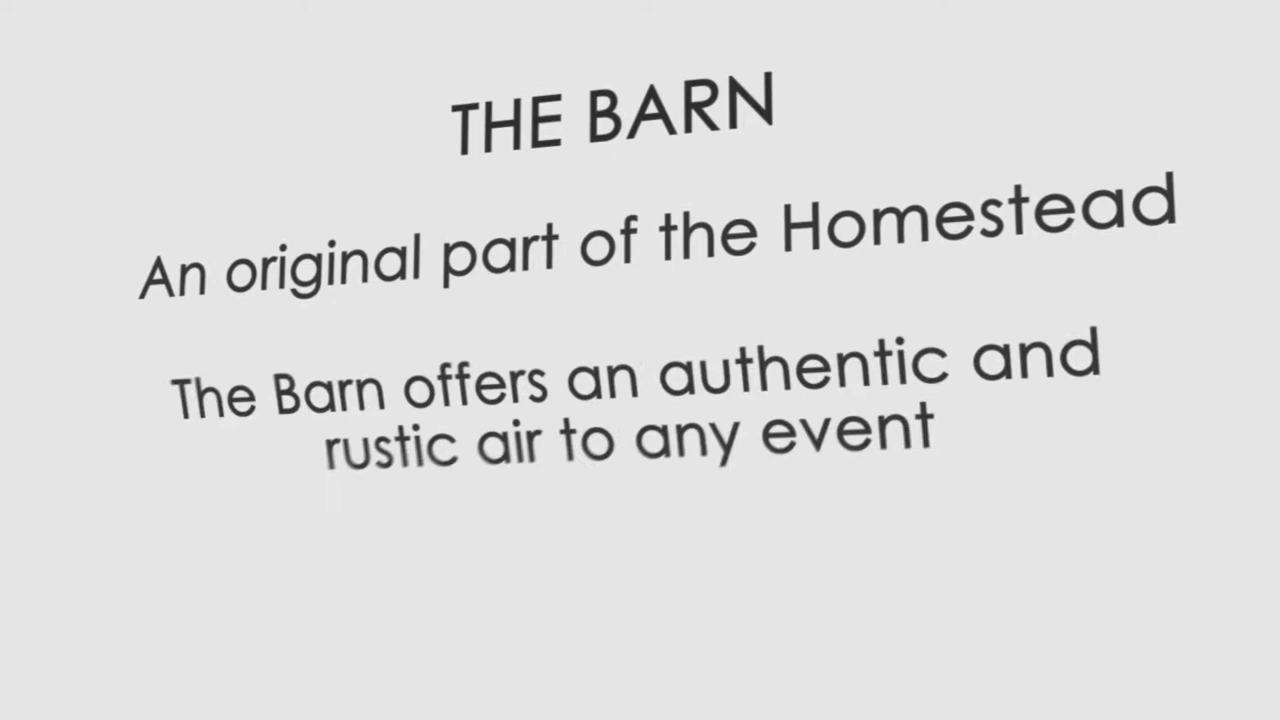 THE BARN
An original part of the Homestead
The Barn offers an authentic and
rustic air to any event